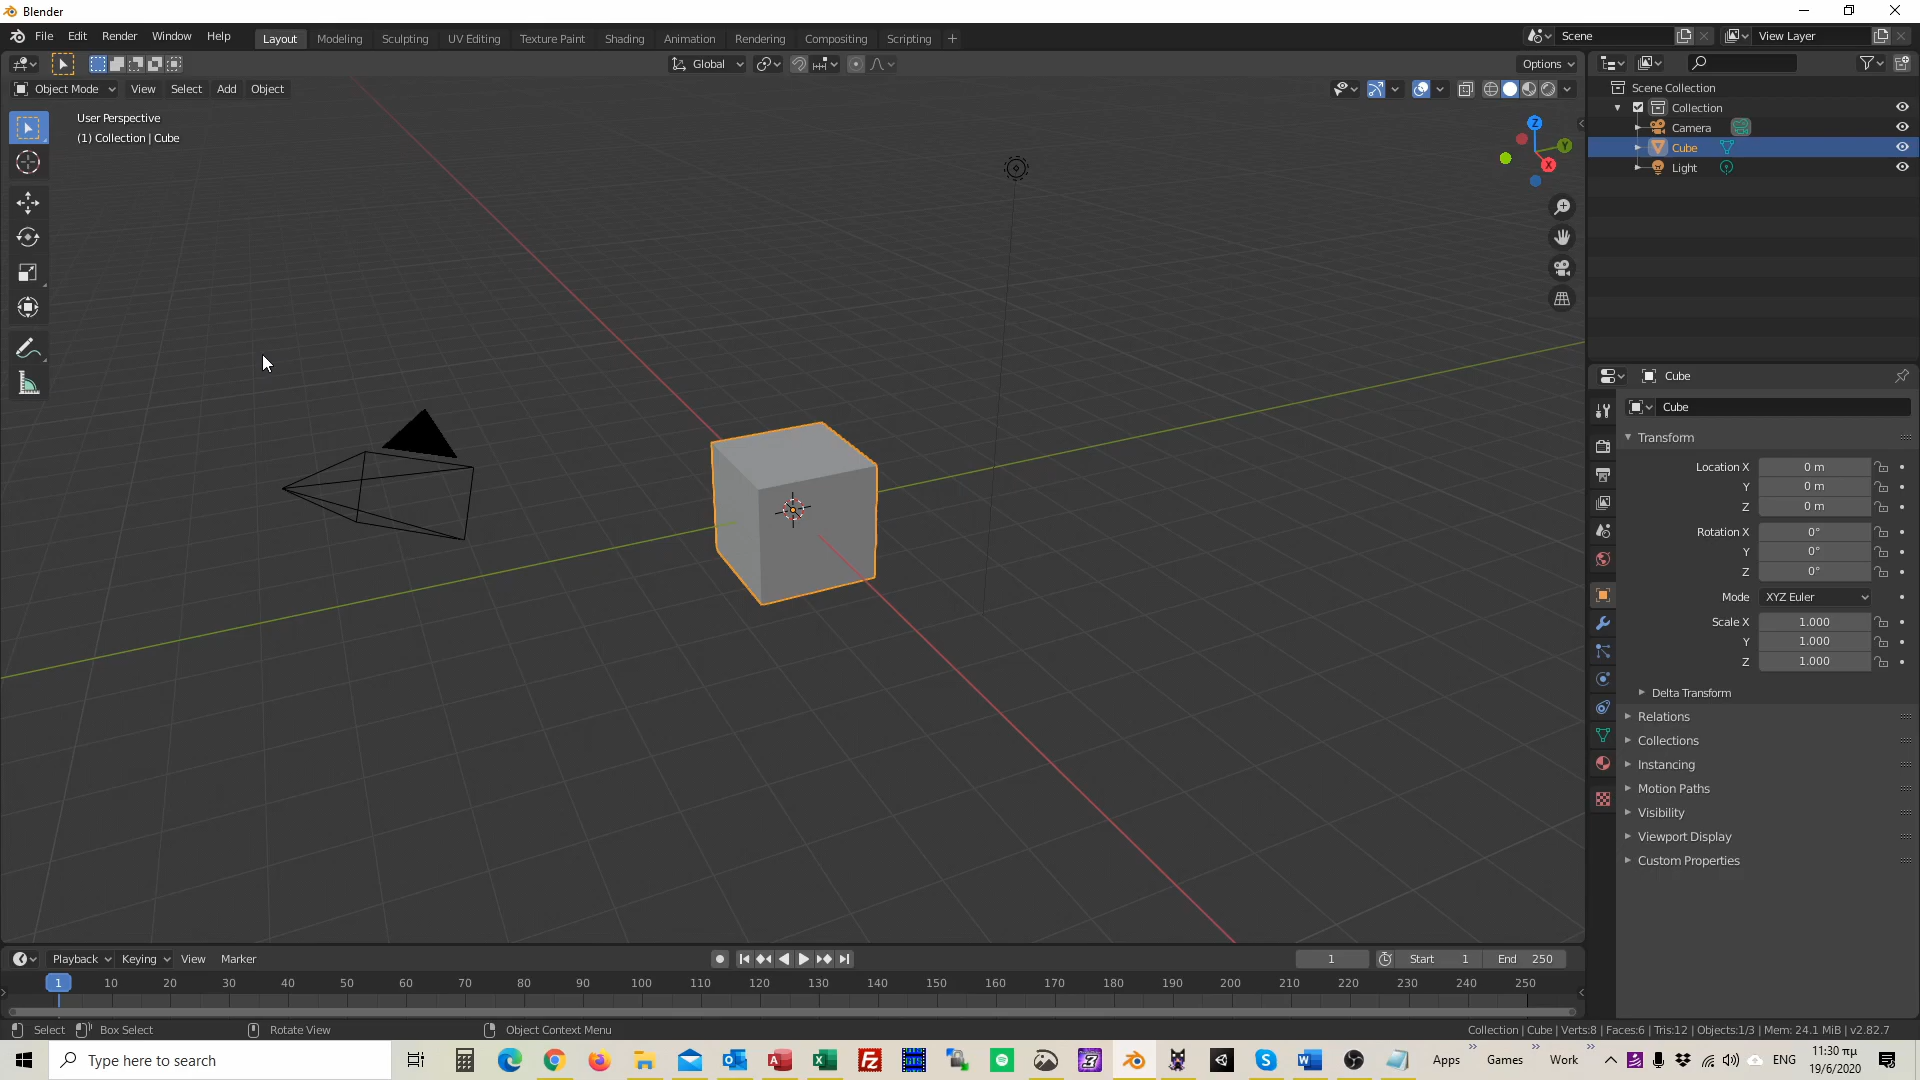 Blender
File Edit Render Window Help Layout Modeling Sculpting UV Editing Texture Paint Shading Animation Rendering Compositing Scripting + Scene View Layer
Global Options
Object Mode View Select Add Object
User Perspective
(1) Collection | Cube
Z
Y
X
Scene Collection
Collection
Camera
Cube
Light
Cube
Cube
Transform
Location X 0 m
Y 0 m
Z 0 m
Rotation X 0°
Y 0°
Z 0°
Mode XYZ Euler
Scale X 1.000
Y 1.000
Z 1.000
Delta Transform
Relations
Collections
Instancing
Motion Paths
Visibility
Viewport Display
Custom Properties
Playback Keying View Marker 1 Start 1 End 250
1 10 20 30 40 50 60 70 80 90 100 110 120 130 140 150 160 170 180 190 200 210 220 230 240 250
Select Box Select Rotate View Object Context Menu Collection | Cube | Verts:8 | Faces:6 | Tris:12 | Objects:1/3 | Mem: 24.1 MiB | v2.82.7
Type here to search Apps Games Work ENG 11:30 πμ
19/6/2020